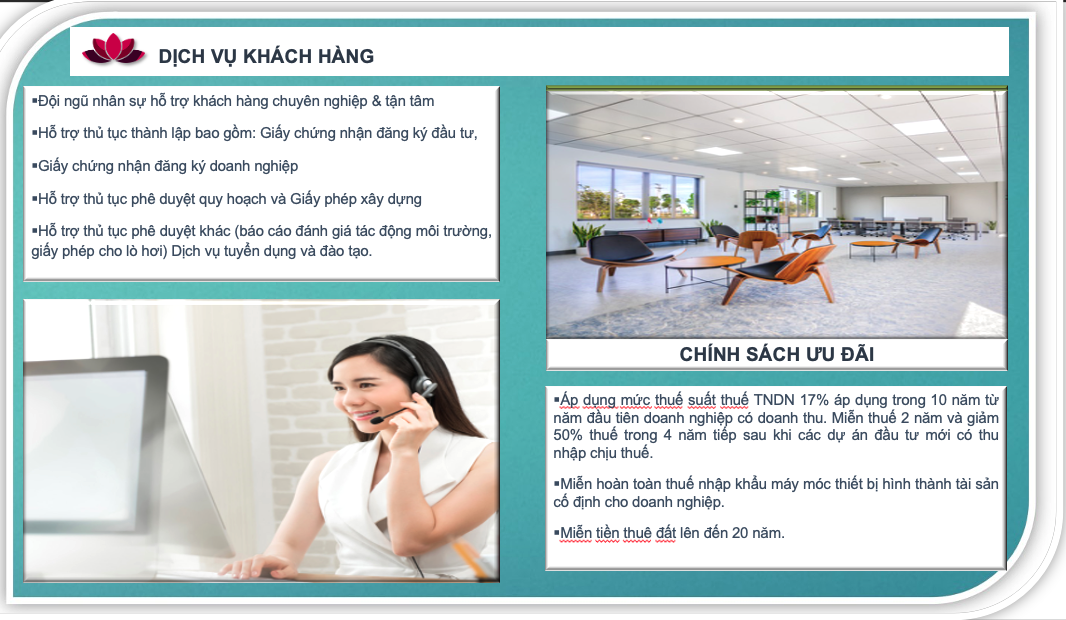 DỊCH VỤ KHÁCH HÀNG
▪Đội ngũ nhân sự hỗ trợ khách hàng chuyên nghiệp & tận tâm
▪Hỗ trợ thủ tục thành lập bao gồm: Giấy chứng nhận đăng ký đầu tư,
▪Giấy chứng nhận đăng ký doanh nghiệp
▪Hỗ trợ thủ tục phê duyệt quy hoạch và Giấy phép xây dựng
▪Hỗ trợ thủ tục phê duyệt khác (báo cáo đánh giá tác động môi trường,
giấy phép cho lò hơi) Dịch vụ tuyển dụng và đào tạo.
CHÍNH SÁCH ƯU ĐÃI
▪Áp dụng mức thuế suất thuế TNDN 17% áp dụng trong 10 năm từ
năm đầu tiên doanh nghiệp có doanh thu. Miễn thuế 2 năm và giảm
50% thuế trong 4 năm tiếp sau khi các dự án đầu tư mới có thu
nhập chịu thuế.
▪Miễn hoàn toàn thuế nhập khẩu máy móc thiết bị hình thành tài sản
cố định cho doanh nghiệp.
▪Miễn tiền thuê đất lên đến 20 năm.